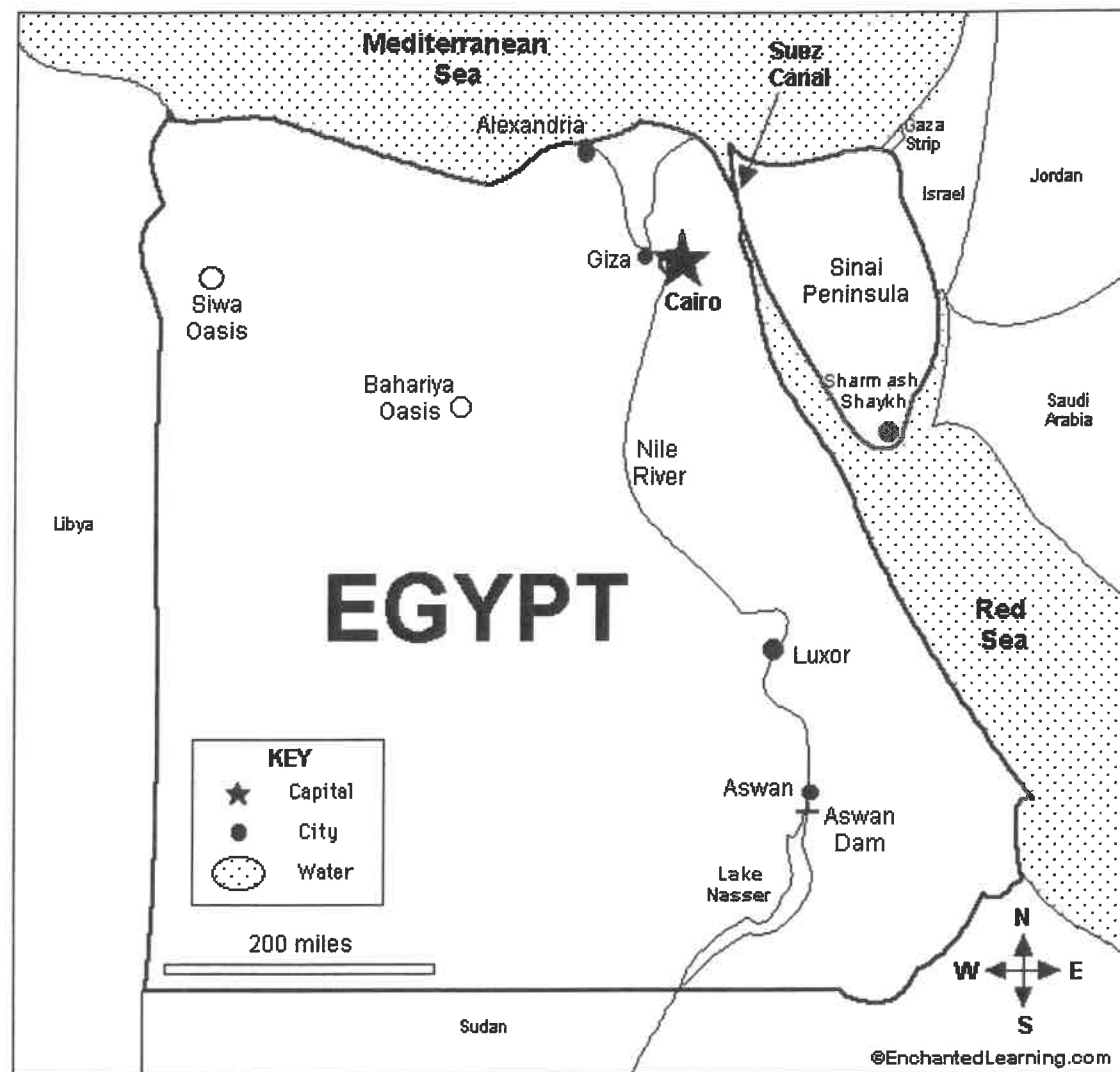 Mediterranean
Sea
Suez
Canal
Alexandria
Gaza
Strip
Israel
Jordan
Giza
Cairo
Sinai
Peninsula
Siwa
Oasis
Bahariya
Oasis
Sharm ash
Shaykh
Saudi
Arabia
Nile
River
Libya
EGYPT
Red
Sea
Luxor
KEY
Capital
City
Water
Aswan
Aswan
Dam
Lake
Nasser
200 miles
N
W E
S
Sudan
©EnchantedLearning.com